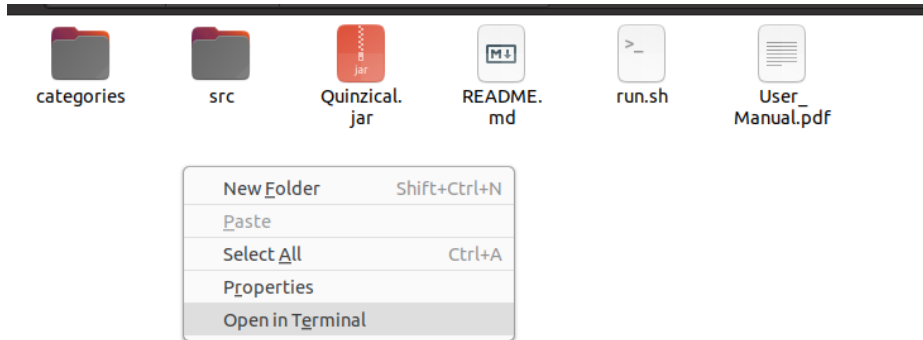 jar
M↓
>_
categories
src
Quinzical.
jar
README.
md
run.sh
User_
Manual.pdf
New Folder Shift+Ctrl+N
Paste
Select All Ctrl+A
Properties
Open in Terminal